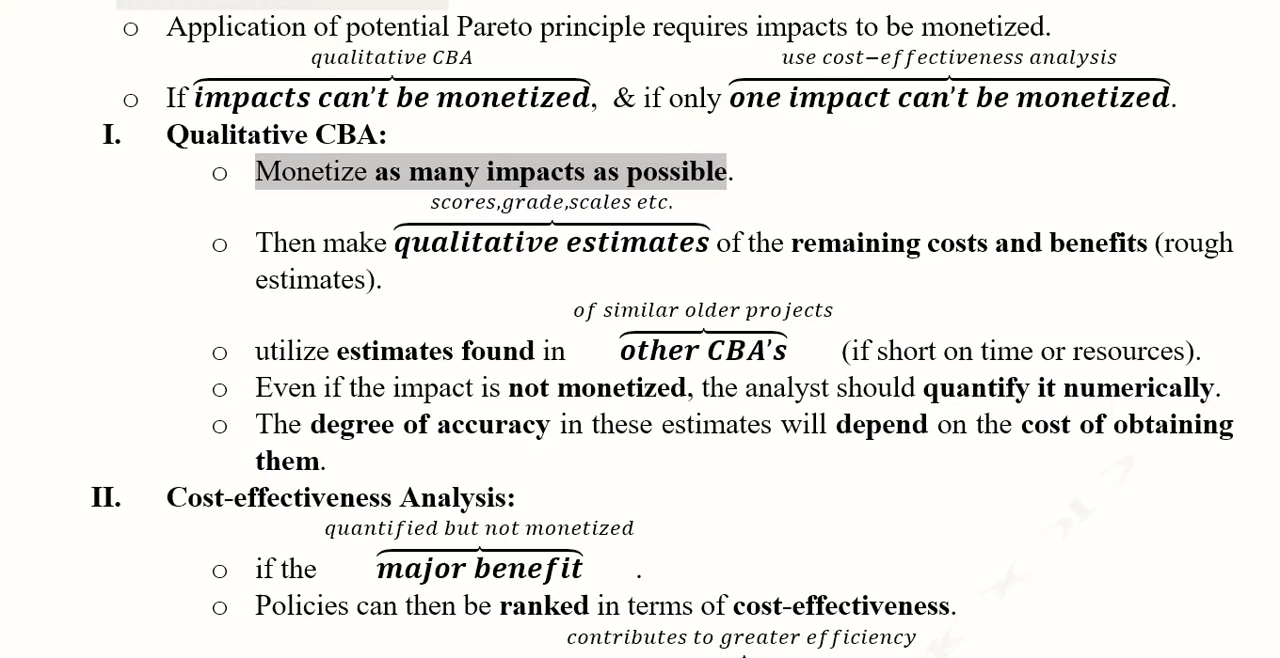 ○ Application of potential Pareto principle requires impacts to be monetized.
qualitative CBA use cost−effectiveness analysis
○ If impacts can't be monetized, & if only one impact can't be monetized.
I. Qualitative CBA:
○ Monetize as many impacts as possible.
scores,grade,scales etc.
○ Then make qualitative estimates of the remaining costs and benefits (rough
estimates).
of similar older projects
○ utilize estimates found in other CBA's (if short on time or resources).
○ Even if the impact is not monetized, the analyst should quantify it numerically.
○ The degree of accuracy in these estimates will depend on the cost of obtaining
them.
II. Cost-effectiveness Analysis:
quantified but not monetized
○ if the major benefit .
○ Policies can then be ranked in terms of cost-effectiveness.
contributes to greater efficiency